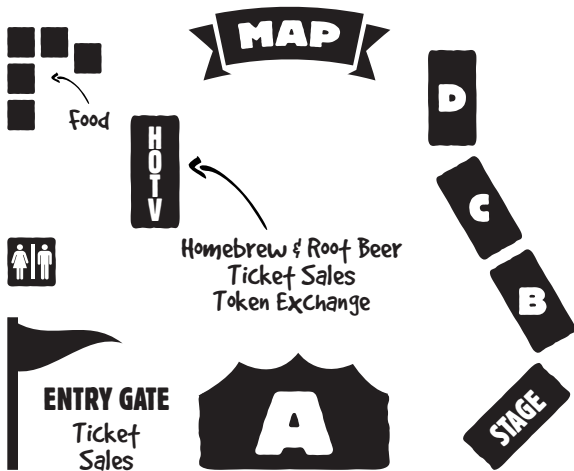 MAP
Food
D
HOTV
C
Homebrew & Root Beer
Ticket Sales
Token Exchange
B
ENTRY GATE
Ticket
Sales
A
STAGE